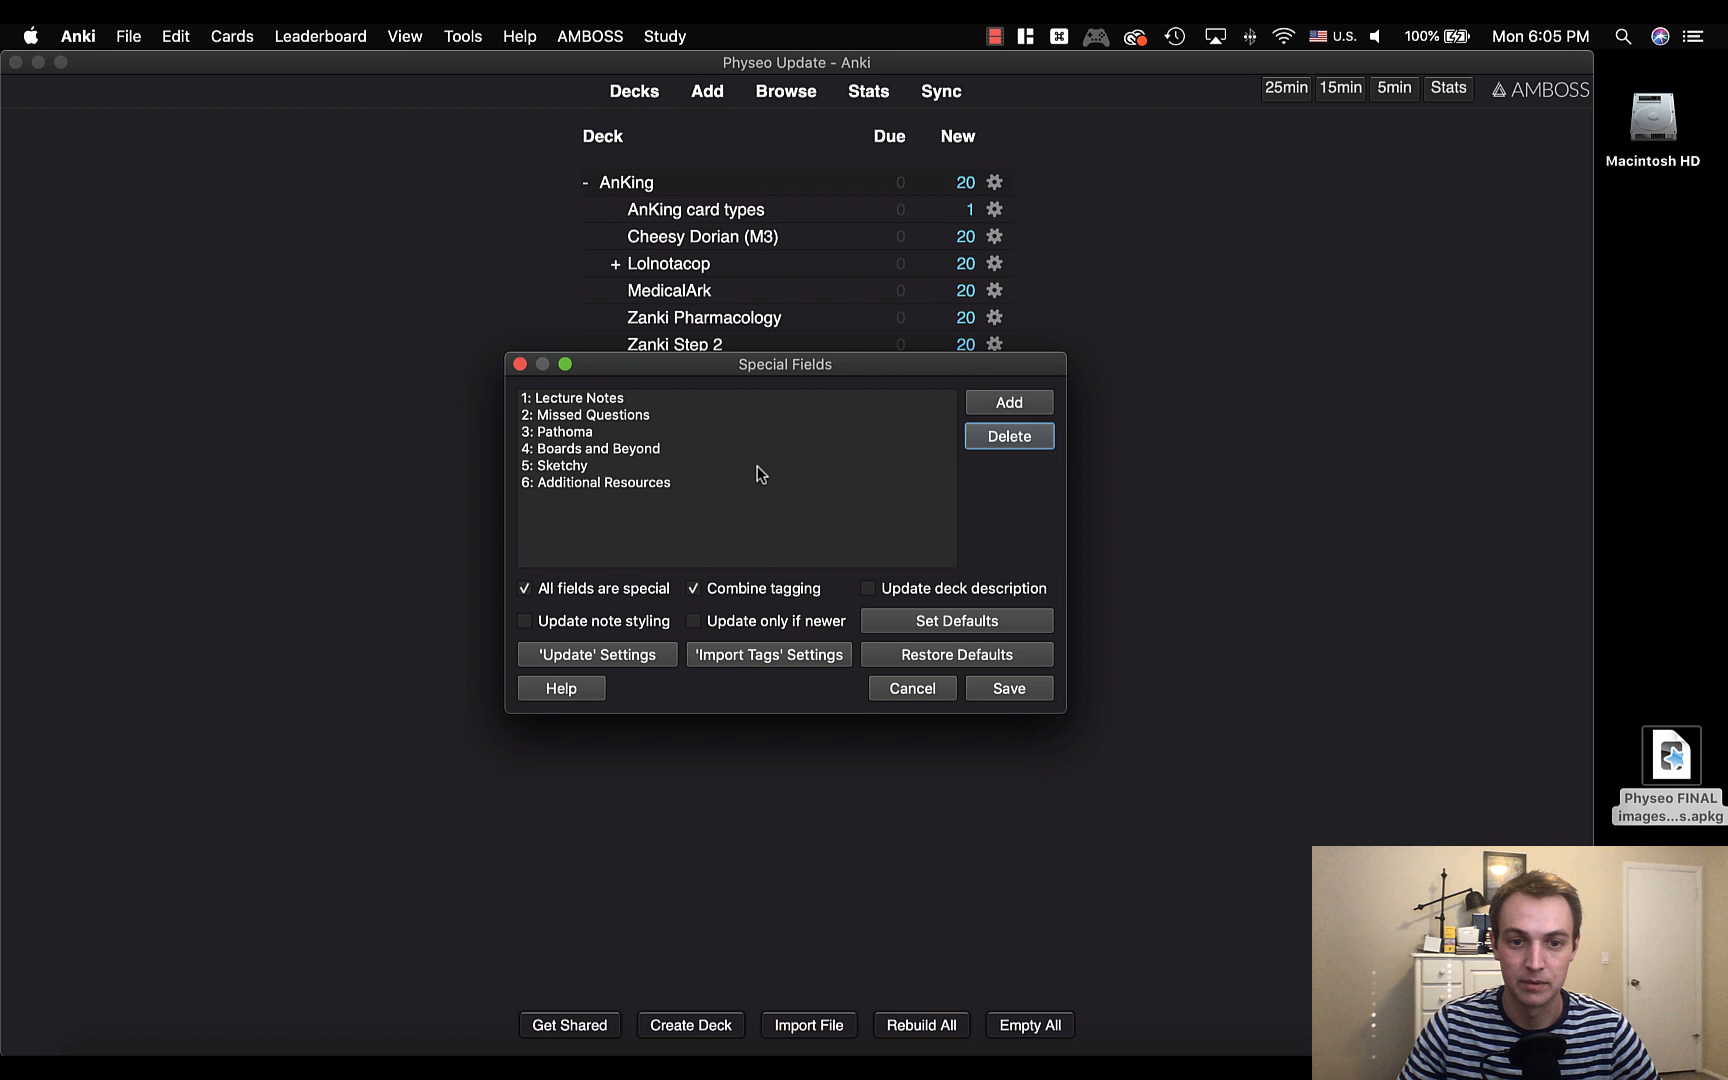 Anki File Edit Cards Leaderboard View Tools Help AMBOSS Study U.S. 100% Mon 6:05 PM
Physeo Update - Anki
Decks Add Browse Stats Sync 25min 15min 5min Stats AMBOSS
Deck Due New
Macintosh HD
- AnKing 0 20
AnKing card types 0 1
Cheesy Dorian (M3) 0 20
+ Lolnotacop 0 20
MedicalArk 0 20
Zanki Pharmacology 0 20
Zanki Step 2 0 20
Special Fields
1: Lecture Notes
2: Missed Questions
3: Pathoma
4: Boards and Beyond
5: Sketchy
6: Additional Resources
Add
Delete
All fields are special Combine tagging Update deck description
Update note styling Update only if newer Set Defaults
'Update' Settings 'Import Tags' Settings Restore Defaults
Help Cancel Save
Physeo FINAL
images...s.apkg
Get Shared Create Deck Import File Rebuild All Empty All